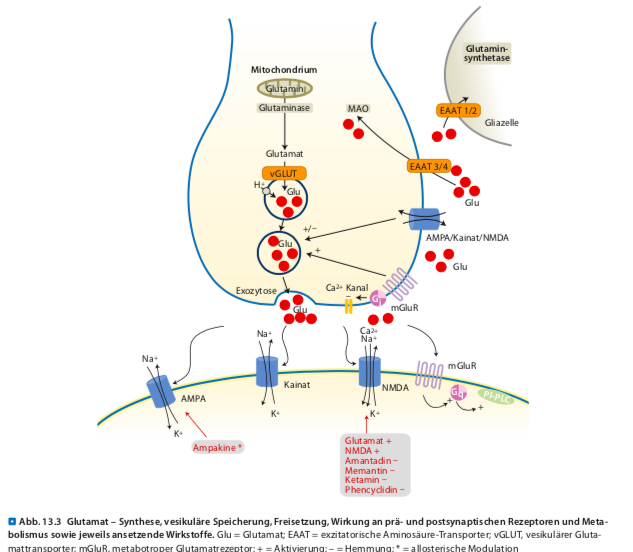 Glutamin-
synthetase
Mitochondrium
Glutamin
Glutaminase
MAO
EAAT 1/2
Gliazelle
Glutamat
EAAT 3/4
vGLUT
H+
Glu
Glu
+/−
AMPA/Kainat/NMDA
Glu
+
Glu
Exozytose
Ca2+ Kanal
−
mGluR
Glu
Ca2+
Na+
Na+
Na+
mGluR
Kainat
NMDA
AMPA
Gq
PI-PLC
+
+
K+
K+
K+
Ampakine *
Glutamat +
NMDA +
Amantadin −
Memantin −
Ketamin −
Phencyclidin −
Abb. 13.3 Glutamat – Synthese, vesikuläre Speicherung, Freisetzung, Wirkung an prä- und postsynaptischen Rezeptoren und Meta-
bolismus sowie jeweils ansetzende Wirkstoffe. Glu = Glutamat; EAAT = exzitatorische Aminosäure-Transporter; vGLUT, vesikulärer Gluta-
mattransporter; mGluR, metabotroper Glutamatrezeptor; + = Aktivierung; − = Hemmung; * = allosterische Modulation